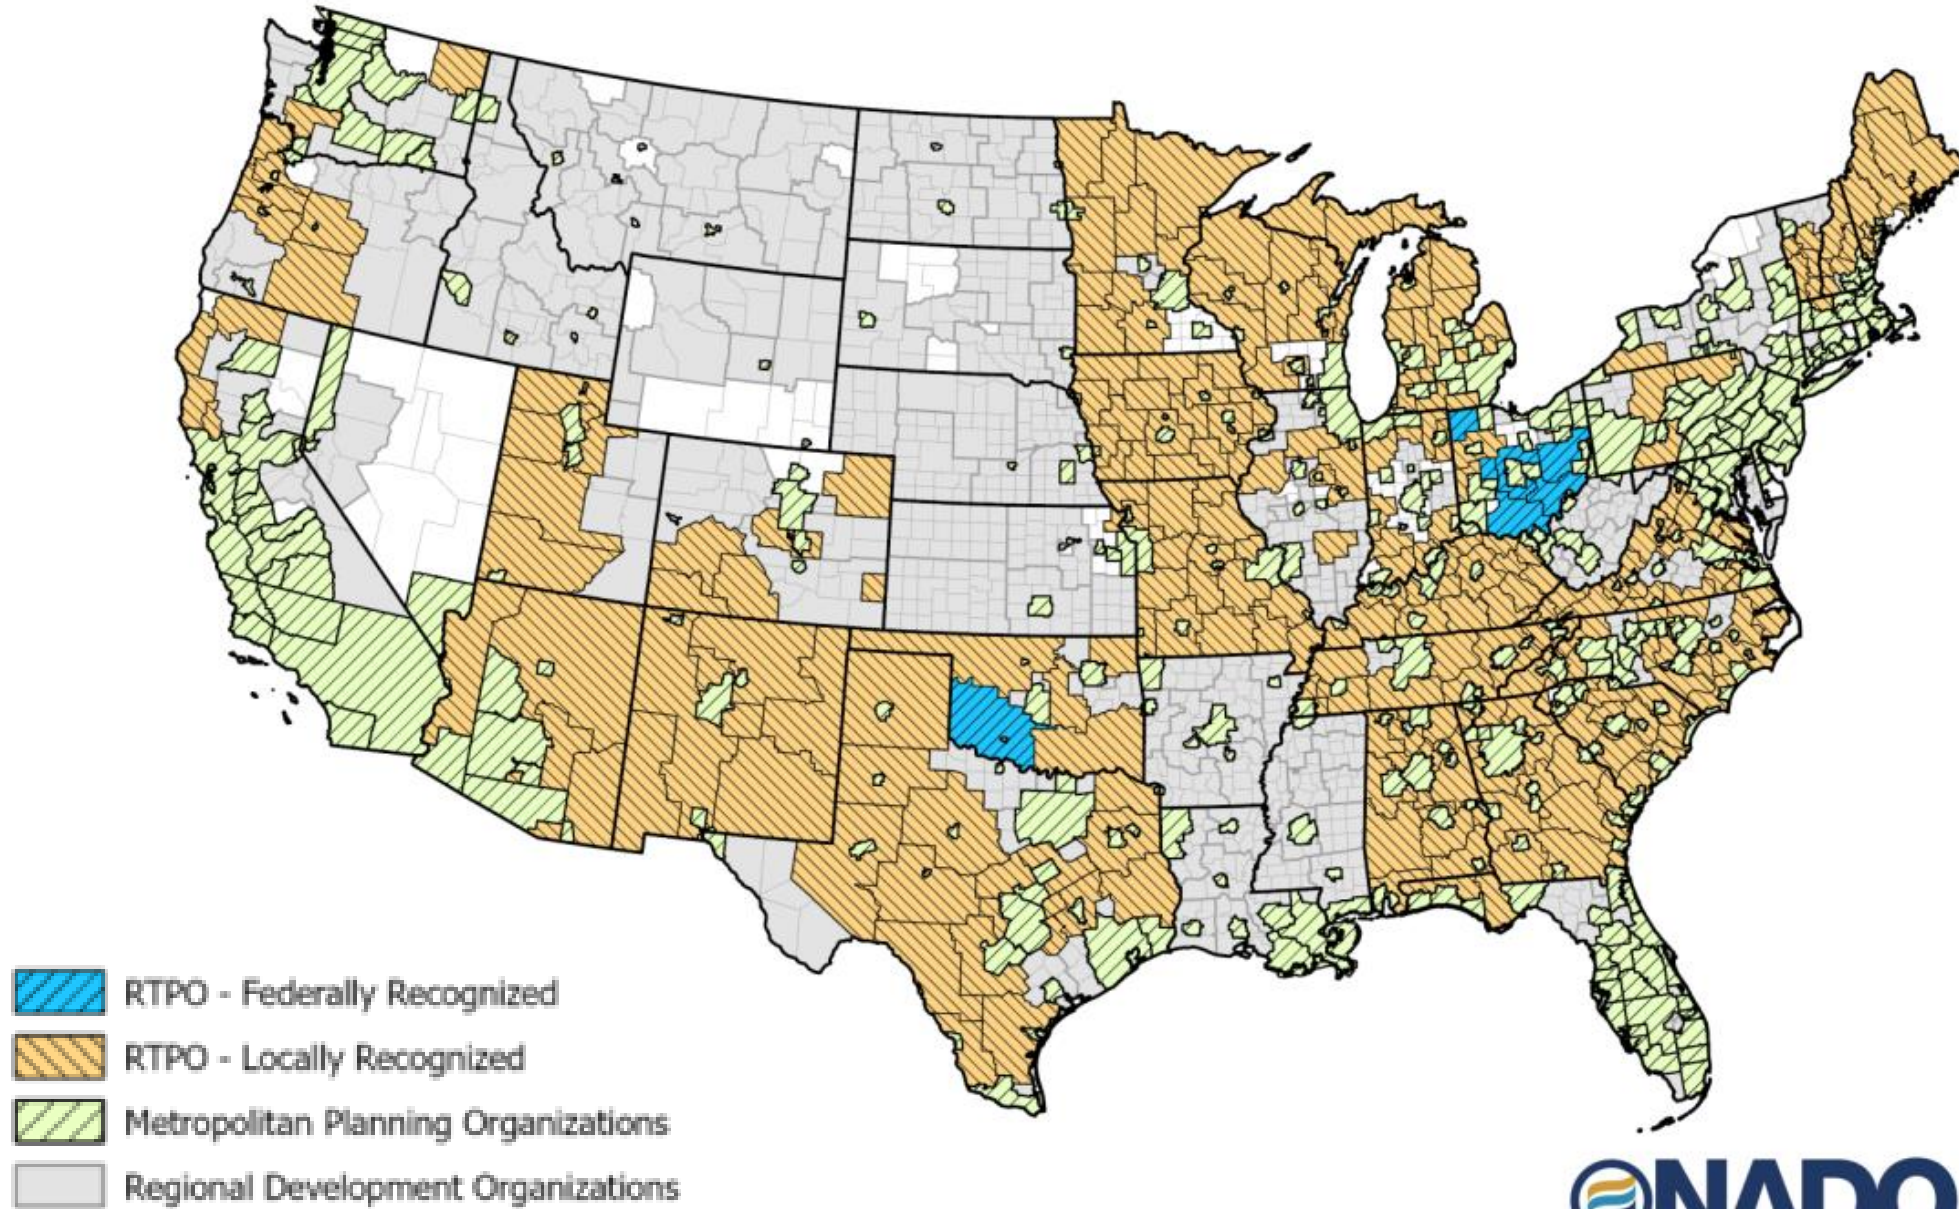 RTPO - Federally Recognized
RTPO - Locally Recognized
Metropolitan Planning Organizations
Regional Development Organizations
NADO